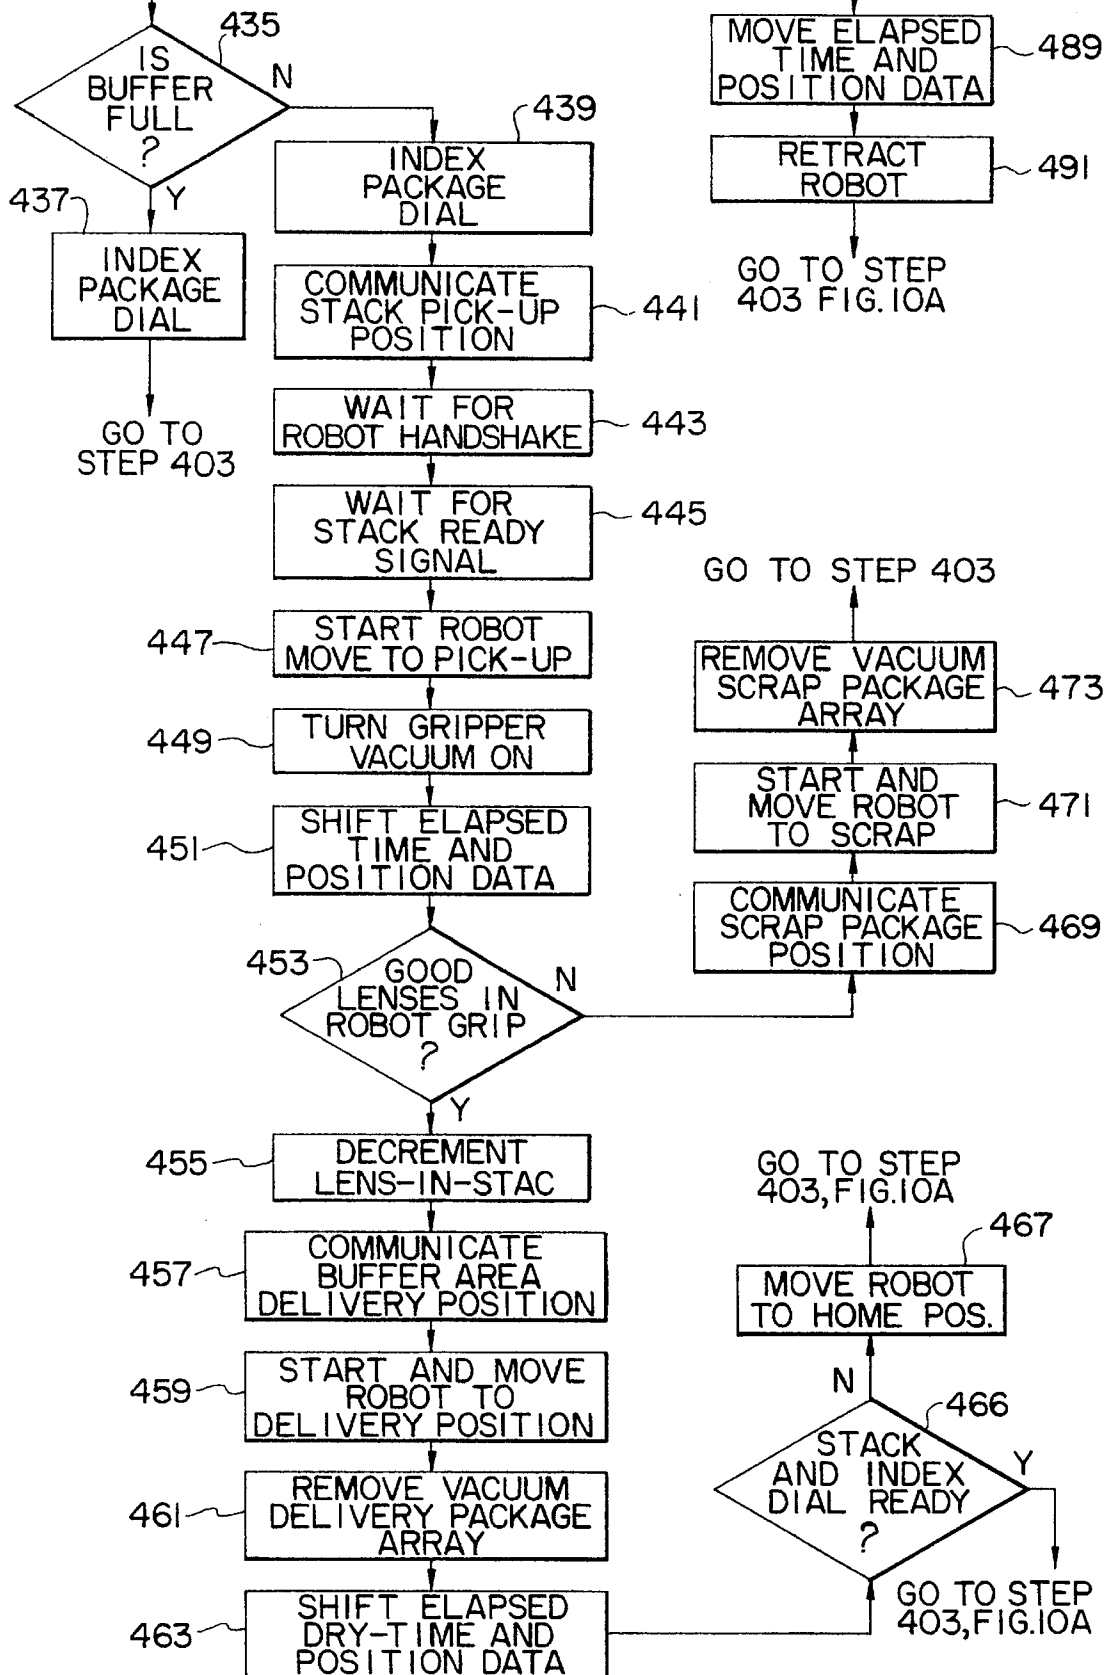 435
IS
BUFFER
FULL
?
N
Y
437
INDEX
PACKAGE
DIAL
GO TO
STEP 403
439
INDEX
PACKAGE
DIAL
COMMUNICATE
STACK PICK-UP
POSITION
441
WAIT FOR
ROBOT HANDSHAKE
443
WAIT FOR
STACK READY
SIGNAL
445
447
START ROBOT
MOVE TO PICK-UP
449
TURN GRIPPER
VACUUM ON
451
SHIFT ELAPSED
TIME AND
POSITION DATA
453
GOOD
LENSES IN
ROBOT GRIP
?
N
Y
455
DECREMENT
LENS-IN-STAC
457
COMMUNICATE
BUFFER AREA
DELIVERY POSITION
459
START AND MOVE
ROBOT TO
DELIVERY POSITION
461
REMOVE VACUUM
DELIVERY PACKAGE
ARRAY
463
SHIFT ELAPSED
DRY-TIME AND
POSITION DATA
MOVE ELAPSED
TIME AND
POSITION DATA
489
RETRACT
ROBOT
491
GO TO STEP
403 FIG.10A
GO TO STEP 403
REMOVE VACUUM
SCRAP PACKAGE
ARRAY
473
START AND
MOVE ROBOT
TO SCRAP
471
COMMUNICATE
SCRAP PACKAGE
POSITION
469
GO TO STEP
403, FIG.10A
467
MOVE ROBOT
TO HOME POS.
N
466
STACK
AND INDEX
DIAL READY
?
Y
GO TO STEP
403, FIG.10A